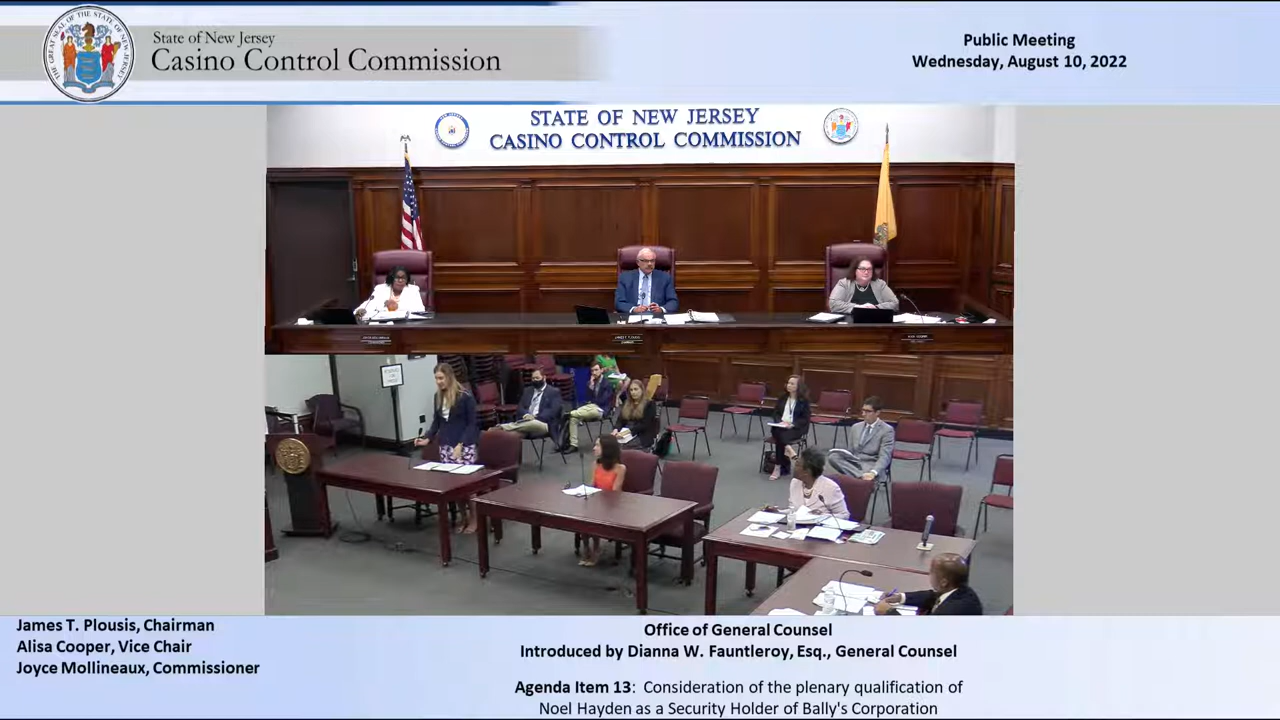 State of New Jersey
Casino Control Commission
Public Meeting
Wednesday, August 10, 2022
STATE OF NEW JERSEY
CASINO CONTROL COMMISSION
James T. Plousis, Chairman
Alisa Cooper, Vice Chair
Joyce Mollineaux, Commissioner
Office of General Counsel
Introduced by Dianna W. Fauntleroy, Esq., General Counsel
Agenda Item 13: Consideration of the plenary qualification of
Noel Hayden as a Security Holder of Bally's Corporation